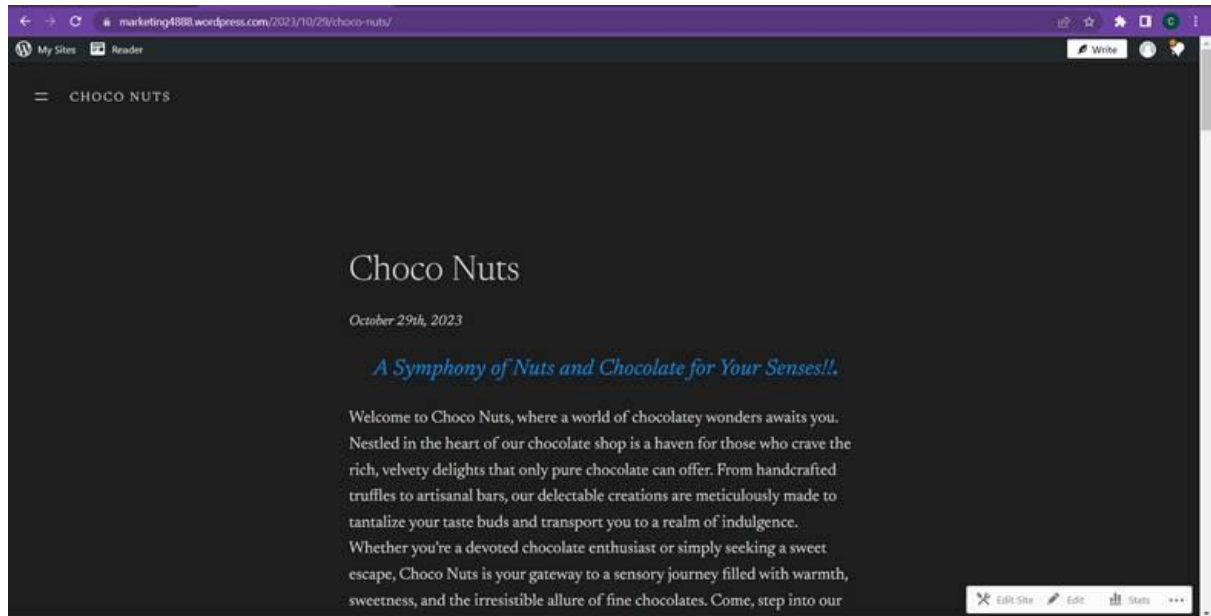 marketing4888.wordpress.com/2023/10/29/choco-nuts/
C
My Sites Reader
Write
CHOCO NUTS
Choco Nuts
October 29th, 2023
A Symphony of Nuts and Chocolate for Your Senses!!.
Welcome to Choco Nuts, where a world of chocolatey wonders awaits you.
Nestled in the heart of our chocolate shop is a haven for those who crave the
rich, velvety delights that only pure chocolate can offer. From handcrafted
truffles to artisanal bars, our delectable creations are meticulously made to
tantalize your taste buds and transport you to a realm of indulgence.
Whether you're a devoted chocolate enthusiast or simply seeking a sweet
escape, Choco Nuts is your gateway to a sensory journey filled with warmth,
sweetness, and the irresistible allure of fine chocolates. Come, step into our
Edit Site Edit Stats